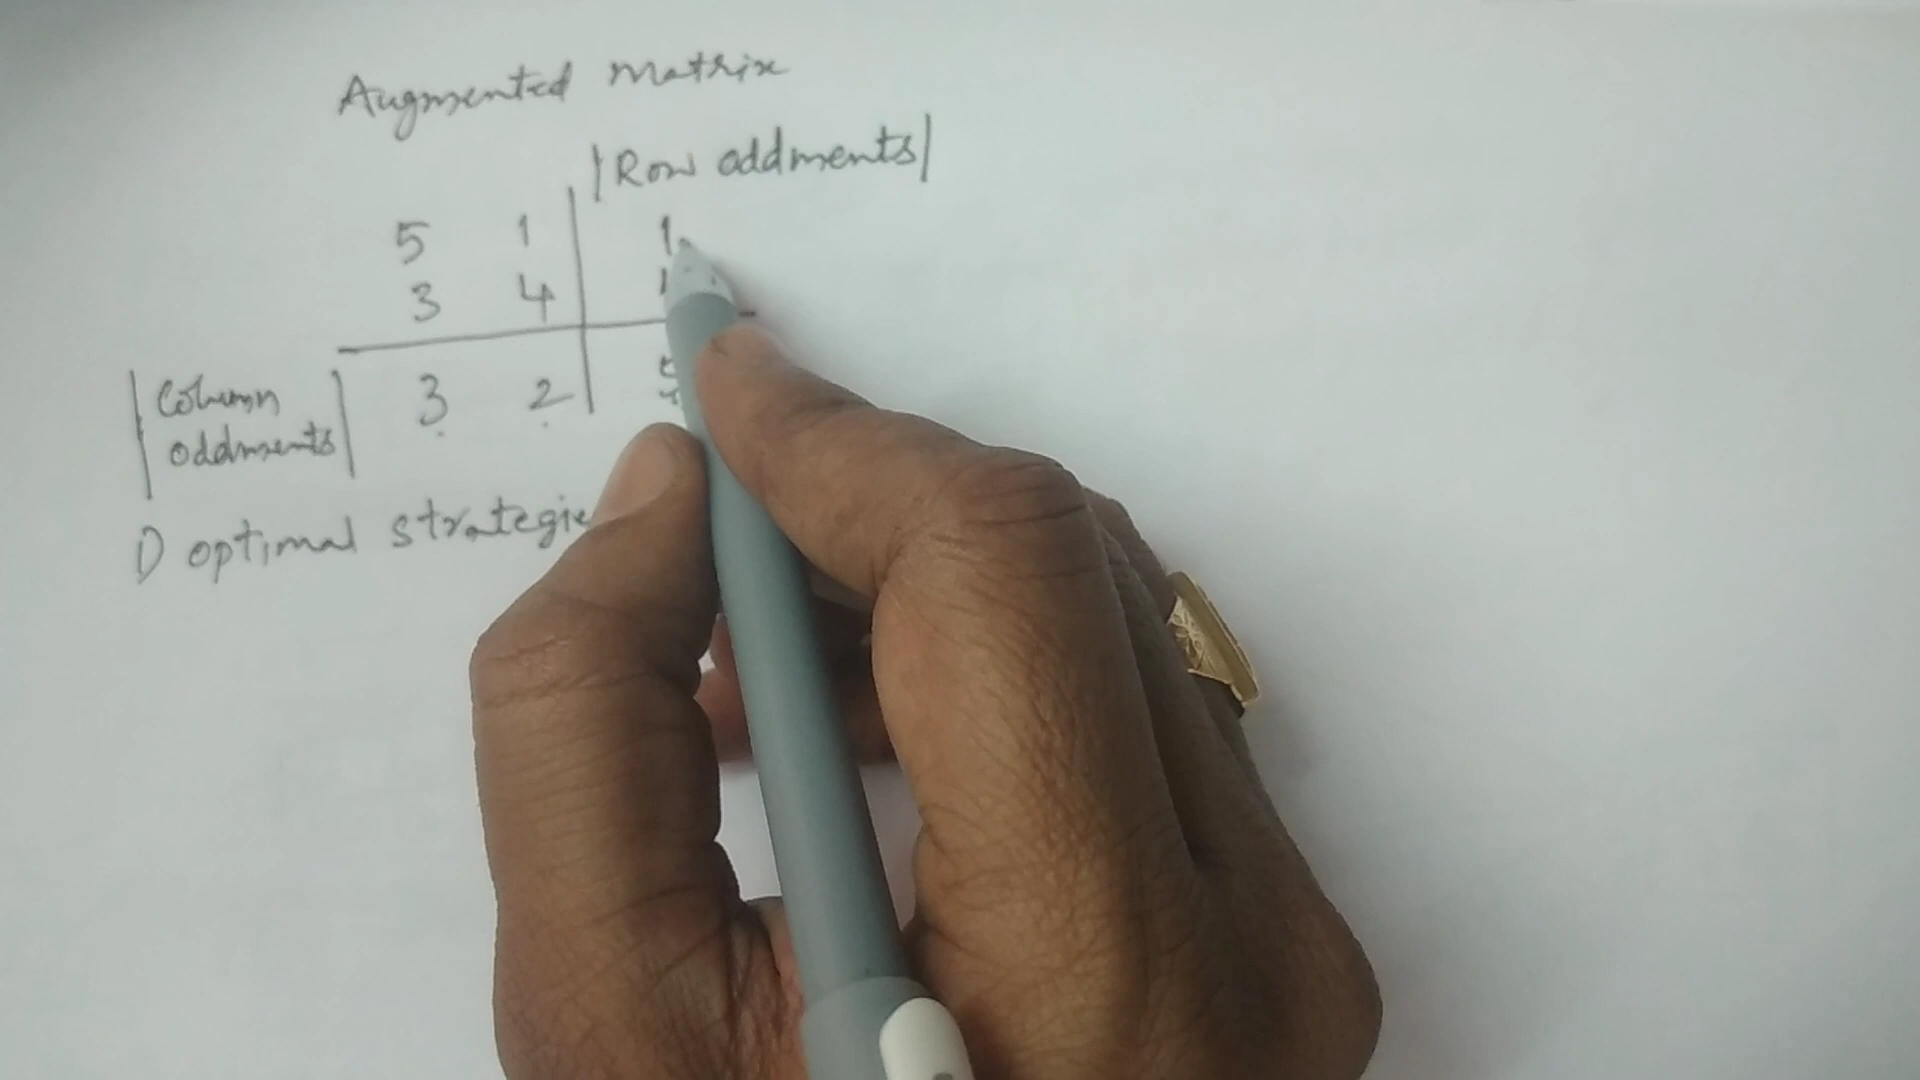 Augmented Matrix
|Row oddments|
5 1 | 1
3 4 |
|Column oddments| 3 2 |
1) optimal strategie